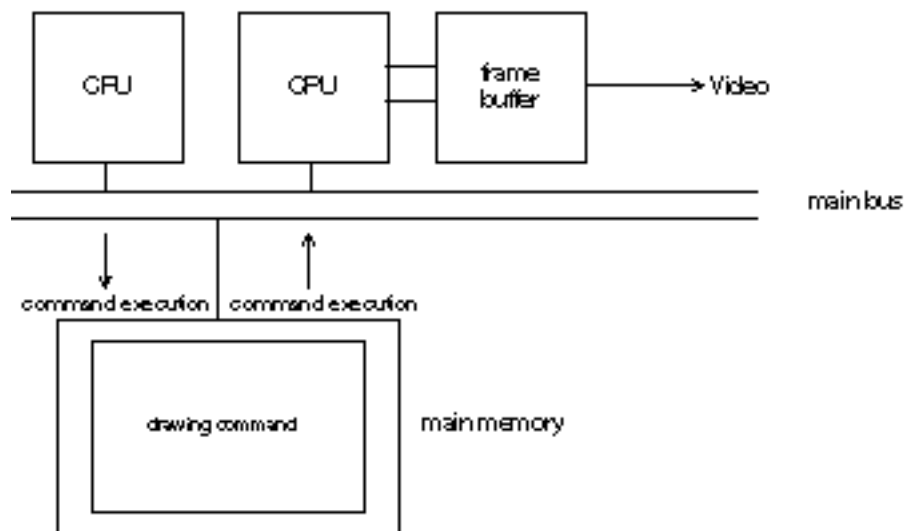 CPU
GPU
frame
buffer
Video
main bus
command execution
command execution
drawing command
main memory